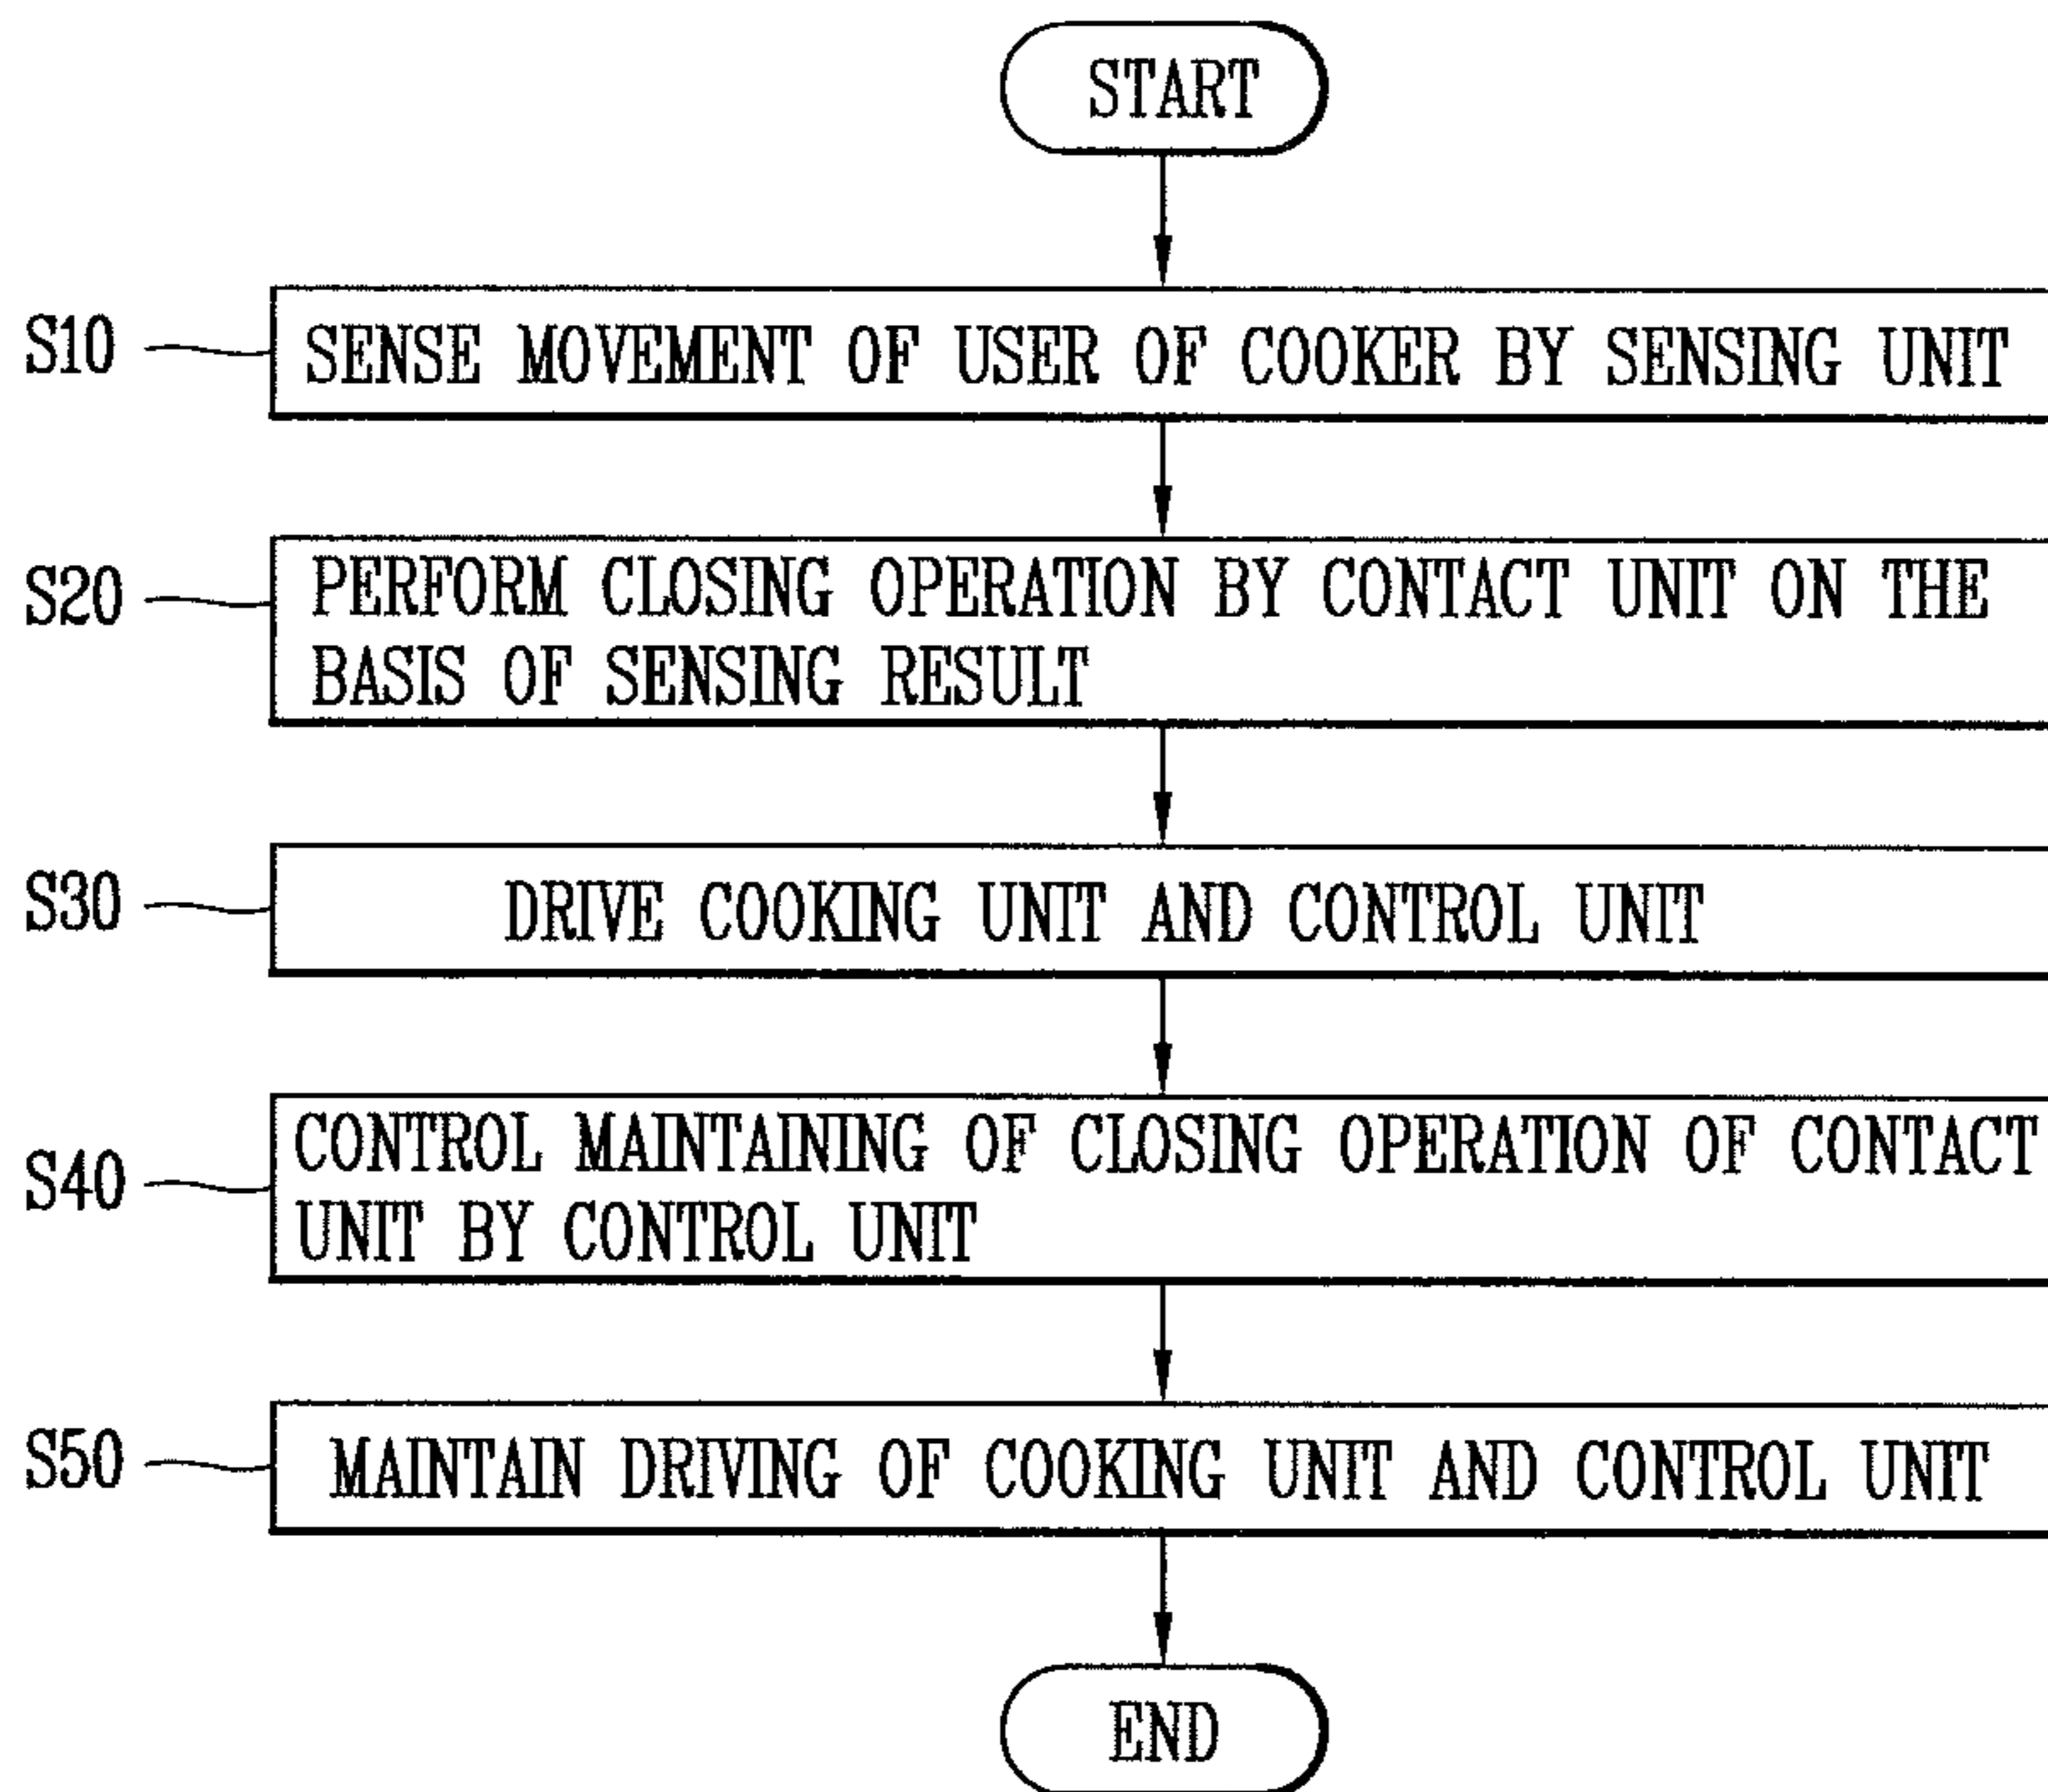 START
S10
SENSE MOVEMENT OF USER OF COOKER BY SENSING UNIT
S20
PERFORM CLOSING OPERATION BY CONTACT UNIT ON THE
BASIS OF SENSING RESULT
S30
DRIVE COOKING UNIT AND CONTROL UNIT
S40
CONTROL MAINTAINING OF CLOSING OPERATION OF CONTACT
UNIT BY CONTROL UNIT
S50
MAINTAIN DRIVING OF COOKING UNIT AND CONTROL UNIT
END